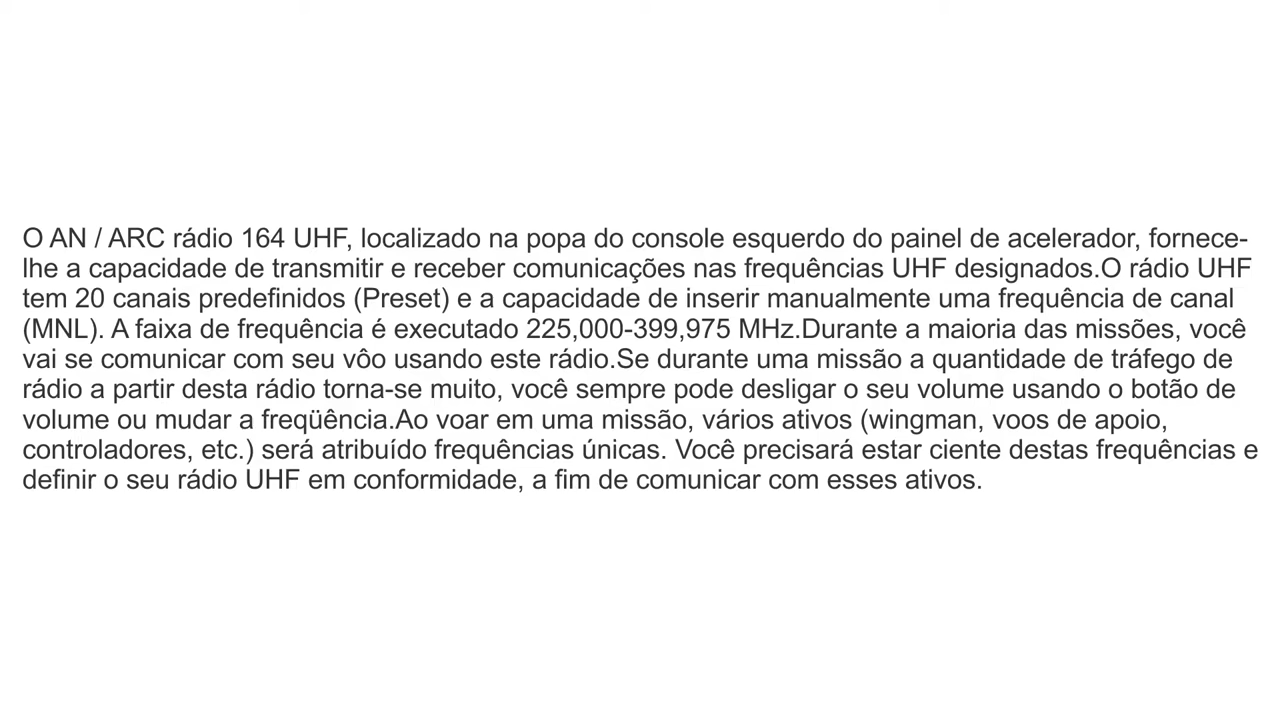 O AN / ARC rádio 164 UHF, localizado na popa do console esquerdo do painel de acelerador, fornece-
lhe a capacidade de transmitir e receber comunicações nas frequências UHF designados.O rádio UHF
tem 20 canais predefinidos (Preset) e a capacidade de inserir manualmente uma frequência de canal
(MNL). A faixa de frequência é executado 225,000-399,975 MHz.Durante a maioria das missões, você
vai se comunicar com seu vôo usando este rádio.Se durante uma missão a quantidade de tráfego de
rádio a partir desta rádio torna-se muito, você sempre pode desligar o seu volume usando o botão de
volume ou mudar a freqüência.Ao voar em uma missão, vários ativos (wingman, voos de apoio,
controladores, etc.) será atribuído frequências únicas. Você precisará estar ciente destas frequências e
definir o seu rádio UHF em conformidade, a fim de comunicar com esses ativos.